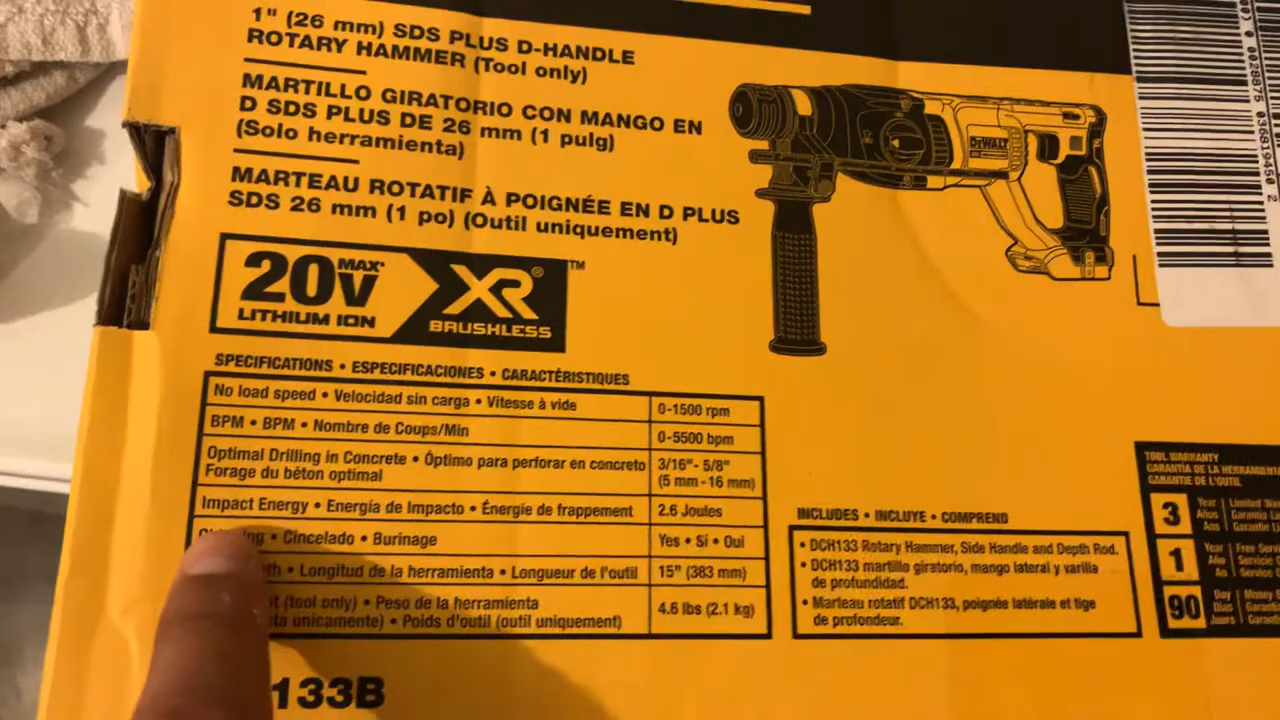 1" (26 mm) SDS PLUS D-HANDLE
ROTARY HAMMER (Tool only)
MARTILLO GIRATORIO CON MANGO EN
D SDS PLUS DE 26 mm (1 pulg)
(Solo herramienta)
MARTEAU ROTATIF À POIGNÉE EN D PLUS
SDS 26 mm (1 po) (Outil uniquement)
DEWALT
20V MAX* LITHIUM ION
XR® BRUSHLESS ™
SPECIFICATIONS • ESPECIFICACIONES • CARACTÉRISTIQUES
No load speed • Velocidad sin carga • Vitesse à vide 0-1500 rpm
BPM • BPM • Nombre de Coups/Min 0-5500 bpm
Optimal Drilling in Concrete • Óptimo para perforar en concreto 3/16"- 5/8"
Forage du béton optimal (5 mm - 16 mm)
Impact Energy • Energía de Impacto • Énergie de frappement 2.6 Joules
• Cincelado • Burinage Yes • Sí • Oui
• Longitud de la herramienta • Longueur de l'outil 15" (383 mm)
(tool only) • Peso de la herramienta 4.6 lbs (2.1 kg)
unicamente) • Poids d'outil (outil uniquement)
133B
INCLUDES • INCLUYE • COMPREND
• DCH133 Rotary Hammer, Side Handle and Depth Rod.
• DCH133 martillo giratorio, mango lateral y varilla
de profundidad.
• Marteau rotatif DCH133, poignée latérale et tige
de profondeur.
TOOL WARRANTY
GARANTÍA DE LA HERRAMIENT
GARANTIE DE L'OUTIL
3 Year Años Ans
1 Year Año An
90 Day Días Jours
0 0028875 036819450 2